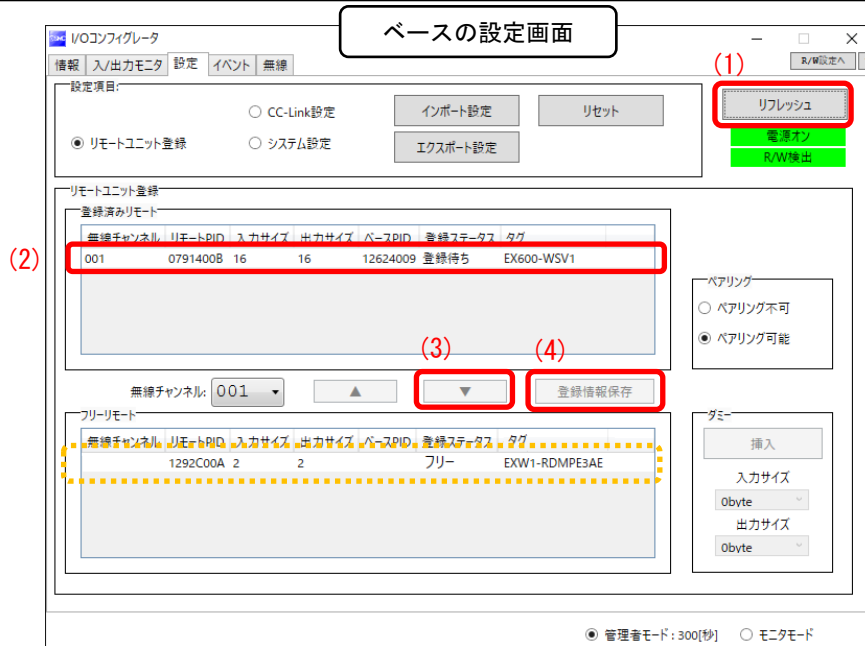 ベースの設定画面
I/Oコンフィグレータ
情報 入/出力モニタ 設定 イベント 無線
R/W設定へ
(1)
設定項目:
リモートユニット登録
CC-Link設定
システム設定
インポート設定
エクスポート設定
リセット
リフレッシュ
電源オン
R/W検出
リモートユニット登録
登録済みリモート
無線チャンネル リモートPID 入力サイズ 出力サイズ ベースPID 登録ステータス タグ
(2)
001 0791400B 16 16 12624009 登録待ち EX600-WSV1
ペアリング
ペアリング不可
ペアリング可能
(3)
(4)
無線チャンネル: 001 ▲ ▼ 登録情報保存
フリーリモート
無線チャンネル リモートPID 入力サイズ 出力サイズ ベースPID 登録ステータス タグ
1292C00A 2 2 フリー EXW1-RDMPE3AE
ダミー
挿入
入力サイズ
0byte
出力サイズ
0byte
管理者モード:300[秒] モニタモード